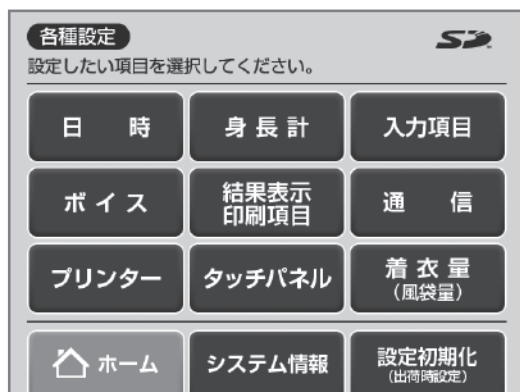 各種設定
SD
設定したい項目を選択してください。
日 時
身 長 計
入力項目
ボ イ ス
結果表示
印刷項目
通 信
プリンター
タッチパネル
着 衣 量
(風袋量)
ホーム
システム情報
設定初期化
(出荷時設定)